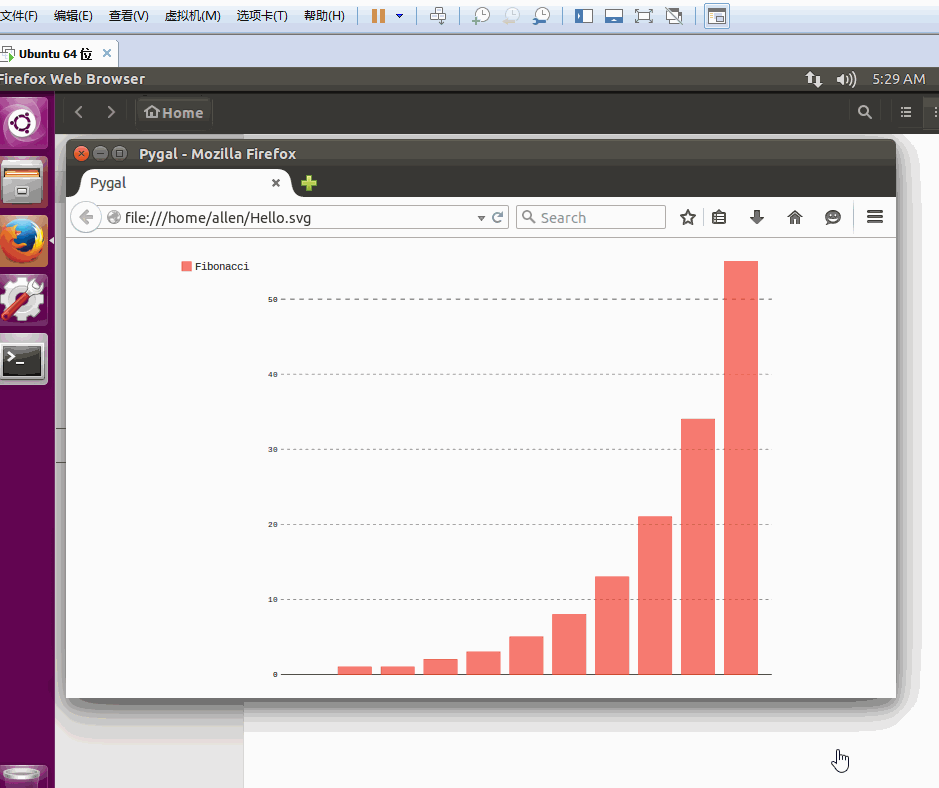 文件(F) 编辑(E) 查看(V) 虚拟机(M) 选项卡(T) 帮助(H)
Ubuntu 64 位
Firefox Web Browser 5:29 AM
Home
Pygal - Mozilla Firefox
Pygal
file:///home/allen/Hello.svg Search
Fibonacci
50
40
30
20
10
0